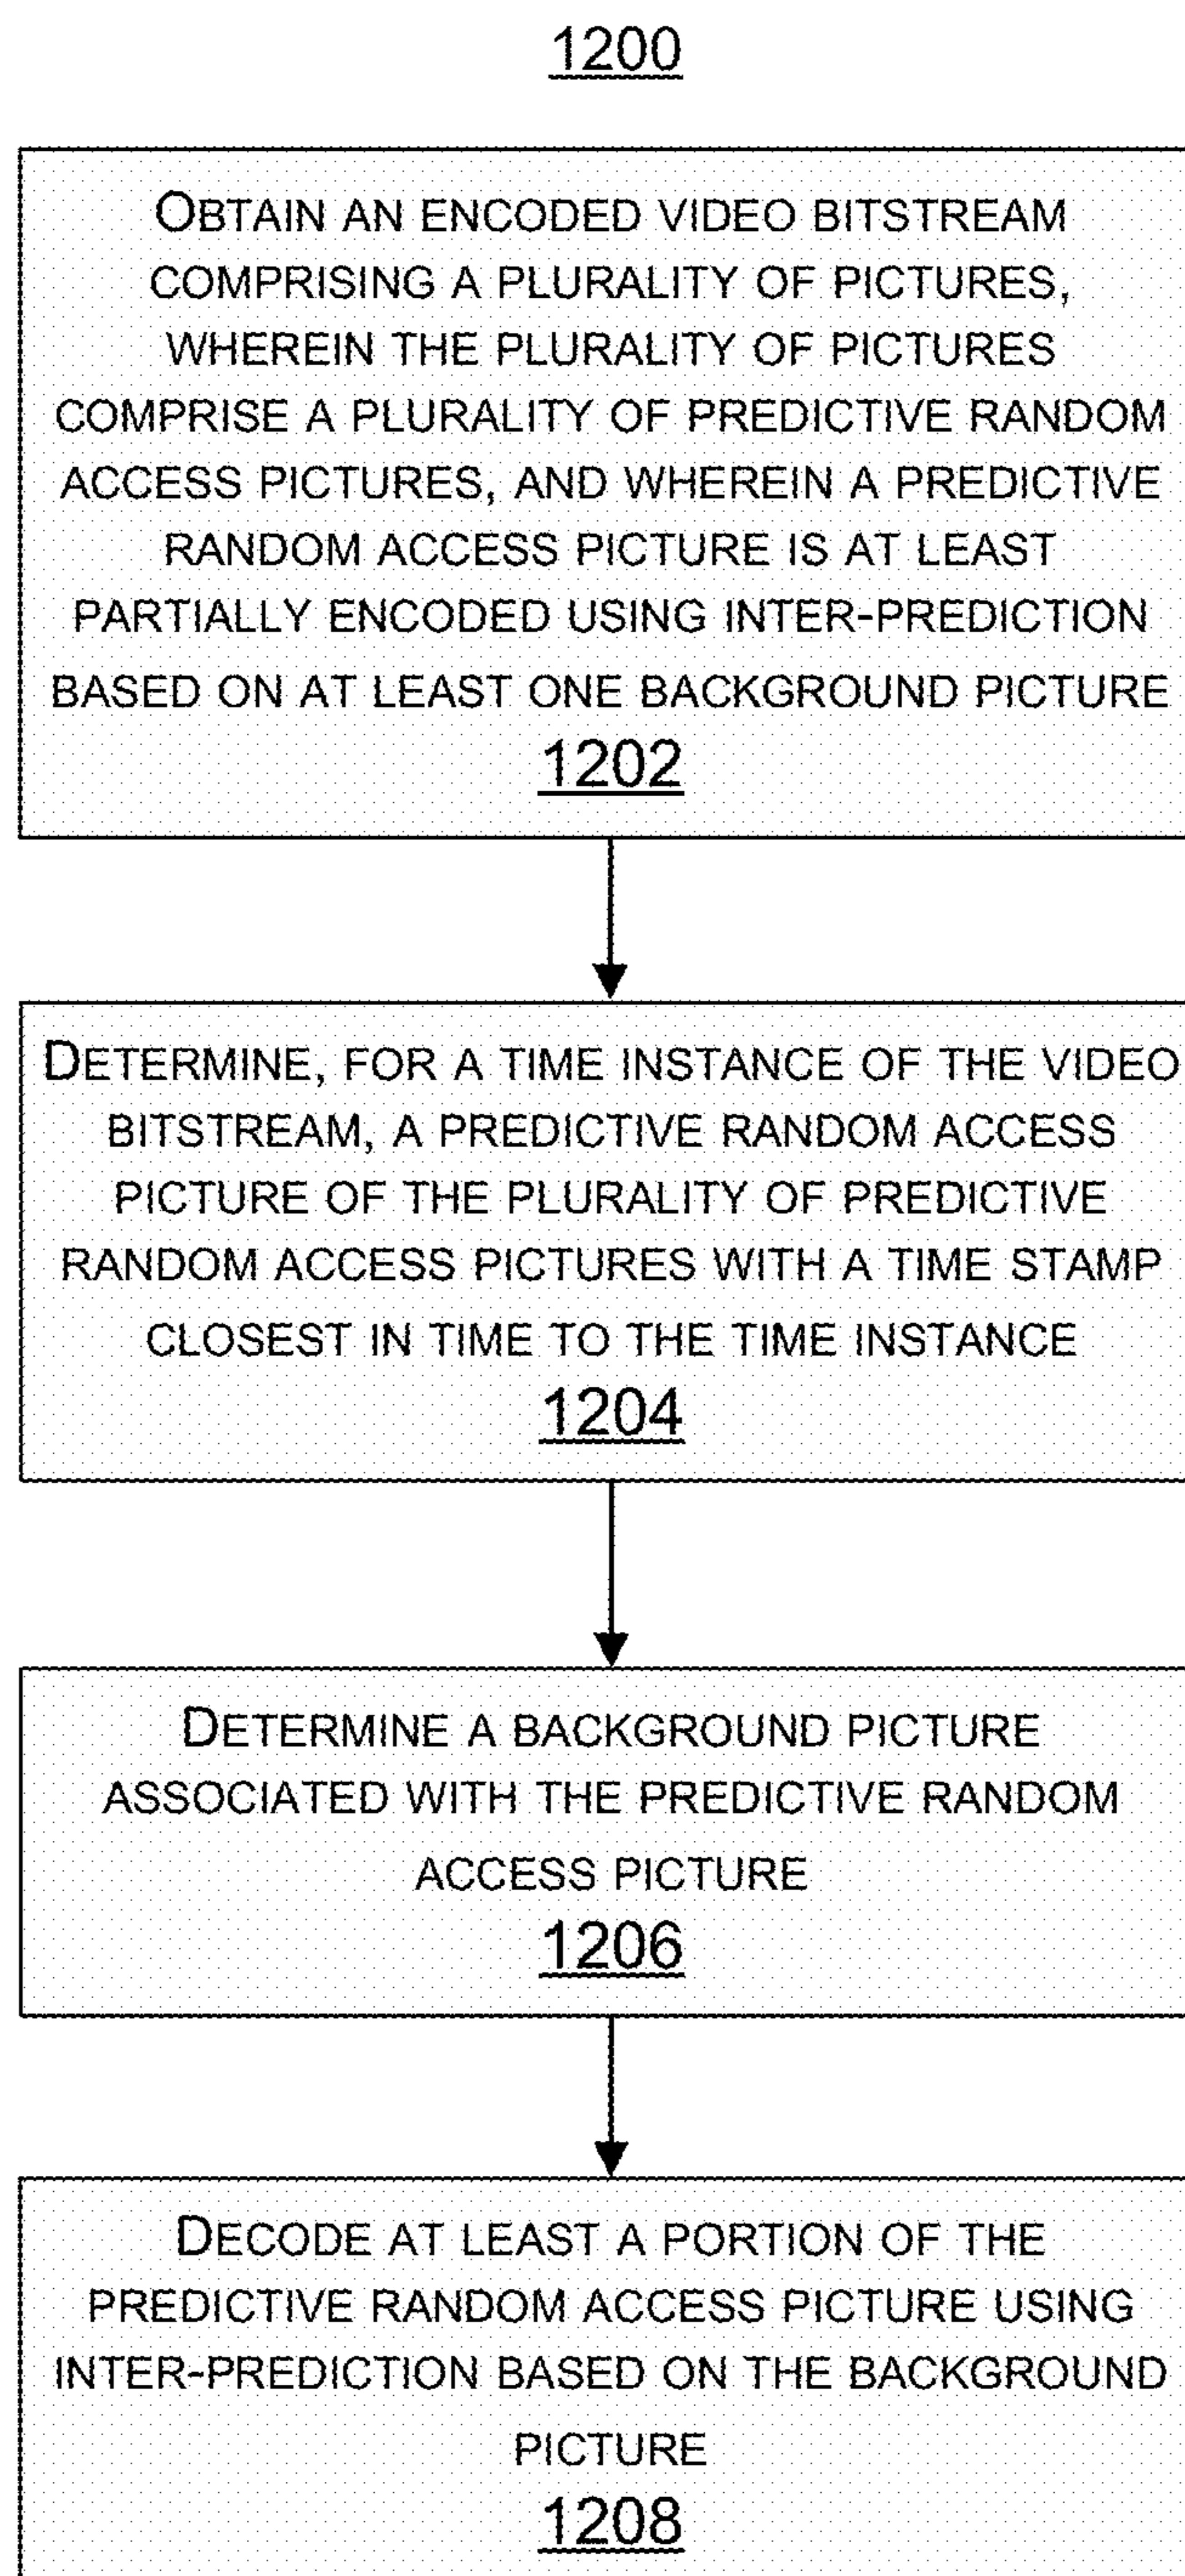 1200
OBTAIN AN ENCODED VIDEO BITSTREAM
COMPRISING A PLURALITY OF PICTURES,
WHEREIN THE PLURALITY OF PICTURES
COMPRISE A PLURALITY OF PREDICTIVE RANDOM
ACCESS PICTURES, AND WHEREIN A PREDICTIVE
RANDOM ACCESS PICTURE IS AT LEAST
PARTIALLY ENCODED USING INTER-PREDICTION
BASED ON AT LEAST ONE BACKGROUND PICTURE
1202
DETERMINE, FOR A TIME INSTANCE OF THE VIDEO
BITSTREAM, A PREDICTIVE RANDOM ACCESS
PICTURE OF THE PLURALITY OF PREDICTIVE
RANDOM ACCESS PICTURES WITH A TIME STAMP
CLOSEST IN TIME TO THE TIME INSTANCE
1204
DETERMINE A BACKGROUND PICTURE
ASSOCIATED WITH THE PREDICTIVE RANDOM
ACCESS PICTURE
1206
DECODE AT LEAST A PORTION OF THE
PREDICTIVE RANDOM ACCESS PICTURE USING
INTER-PREDICTION BASED ON THE BACKGROUND
PICTURE
1208